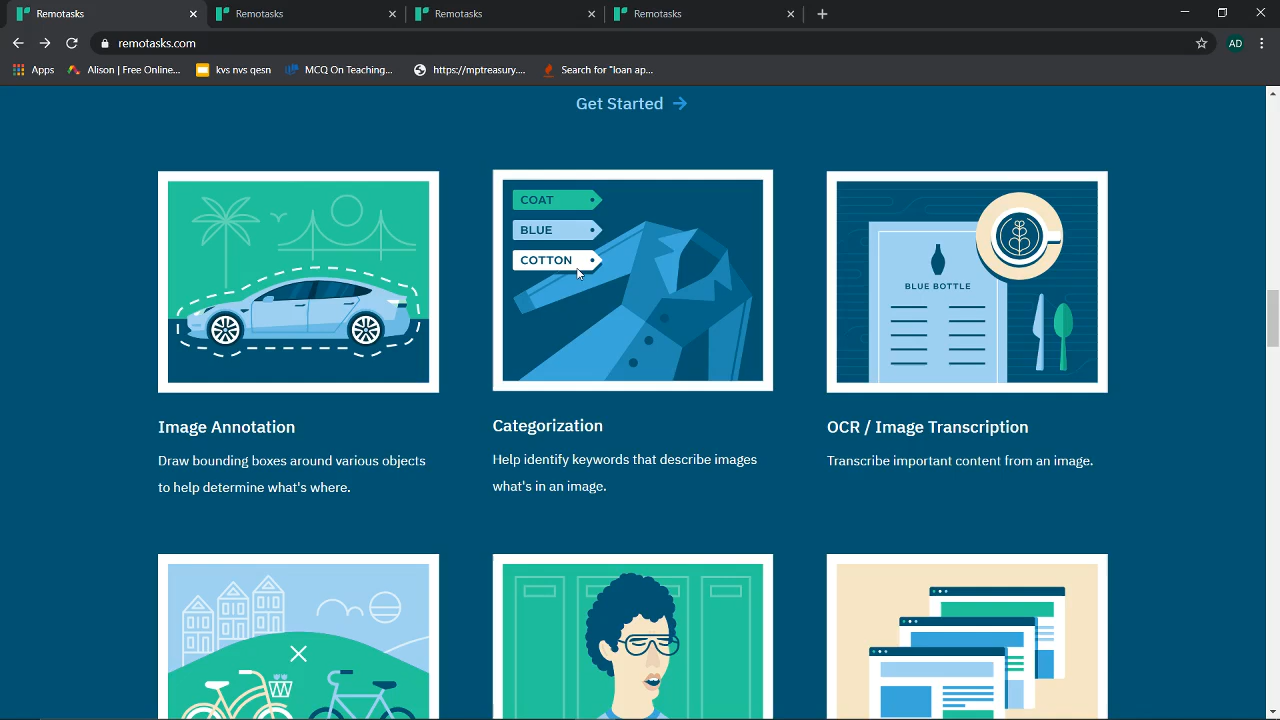 Remotasks
Remotasks
Remotasks
Remotasks
remotasks.com
AD
Apps
Alison | Free Online...
kvs nvs qesn
MCQ On Teaching...
https://mptreasury....
Search for "loan ap...
Get Started →
COAT
BLUE
COTTON
BLUE BOTTLE
Image Annotation
Draw bounding boxes around various objects
to help determine what's where.
Categorization
Help identify keywords that describe images
what's in an image.
OCR / Image Transcription
Transcribe important content from an image.